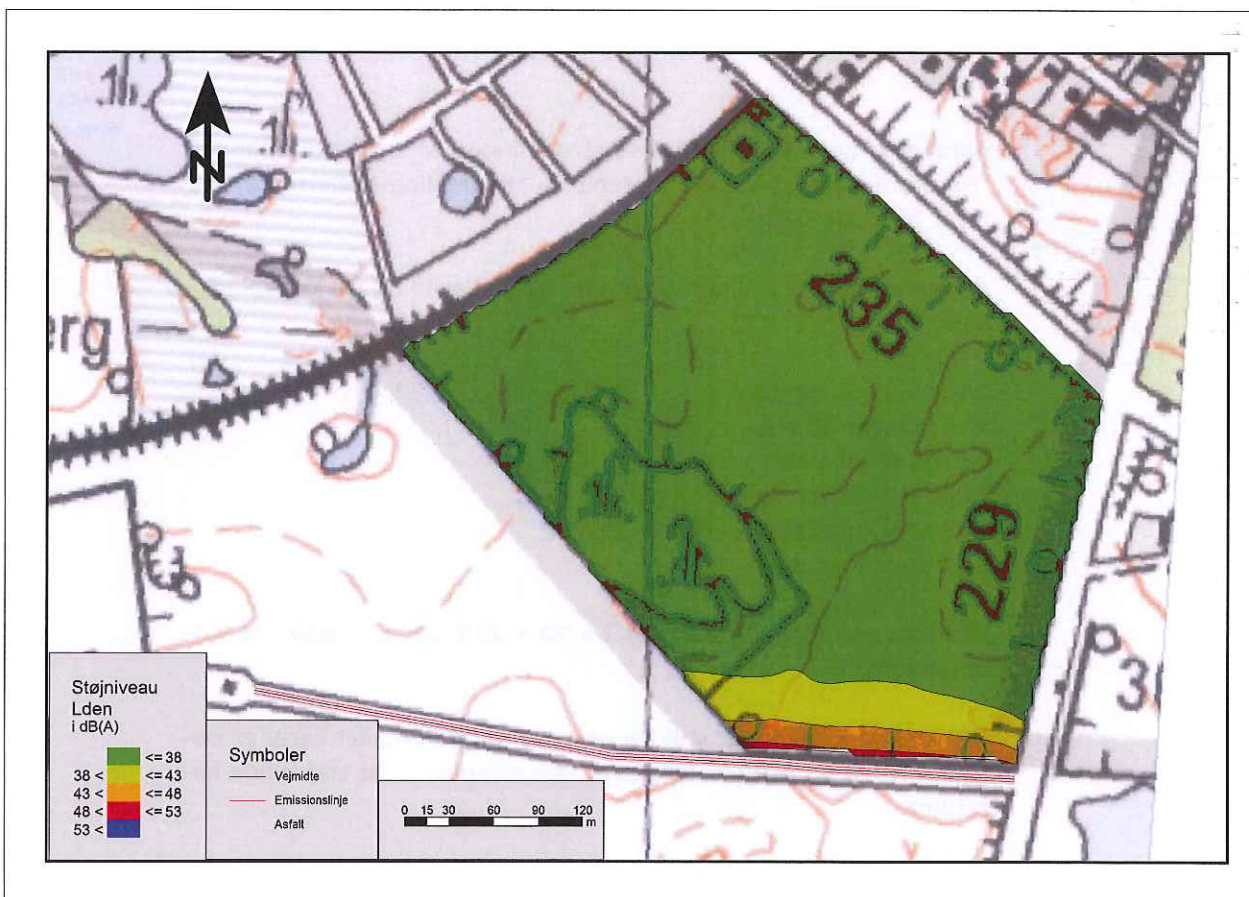 N
235
erg
229
3
Støjniveau
Lden
i dB(A)
<= 38
38 < <= 43
43 < <= 48
48 < <= 53
53 <
Symboler
Vejmidte
Emissionslinje
Asfalt
0 15 30 60 90 120
m